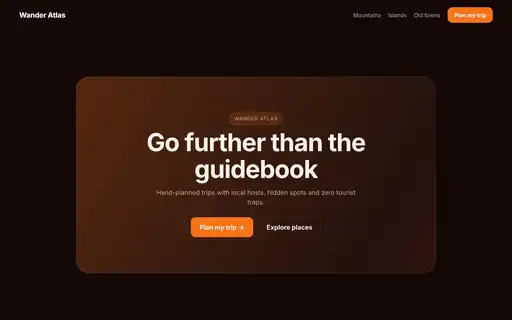 Wander Atlas
Mountains Islands Old towns Plan my trip
WANDER ATLAS
Go further than the
guidebook
Hand-planned trips with local hosts, hidden spots and zero tourist
traps.
Plan my trip → Explore places